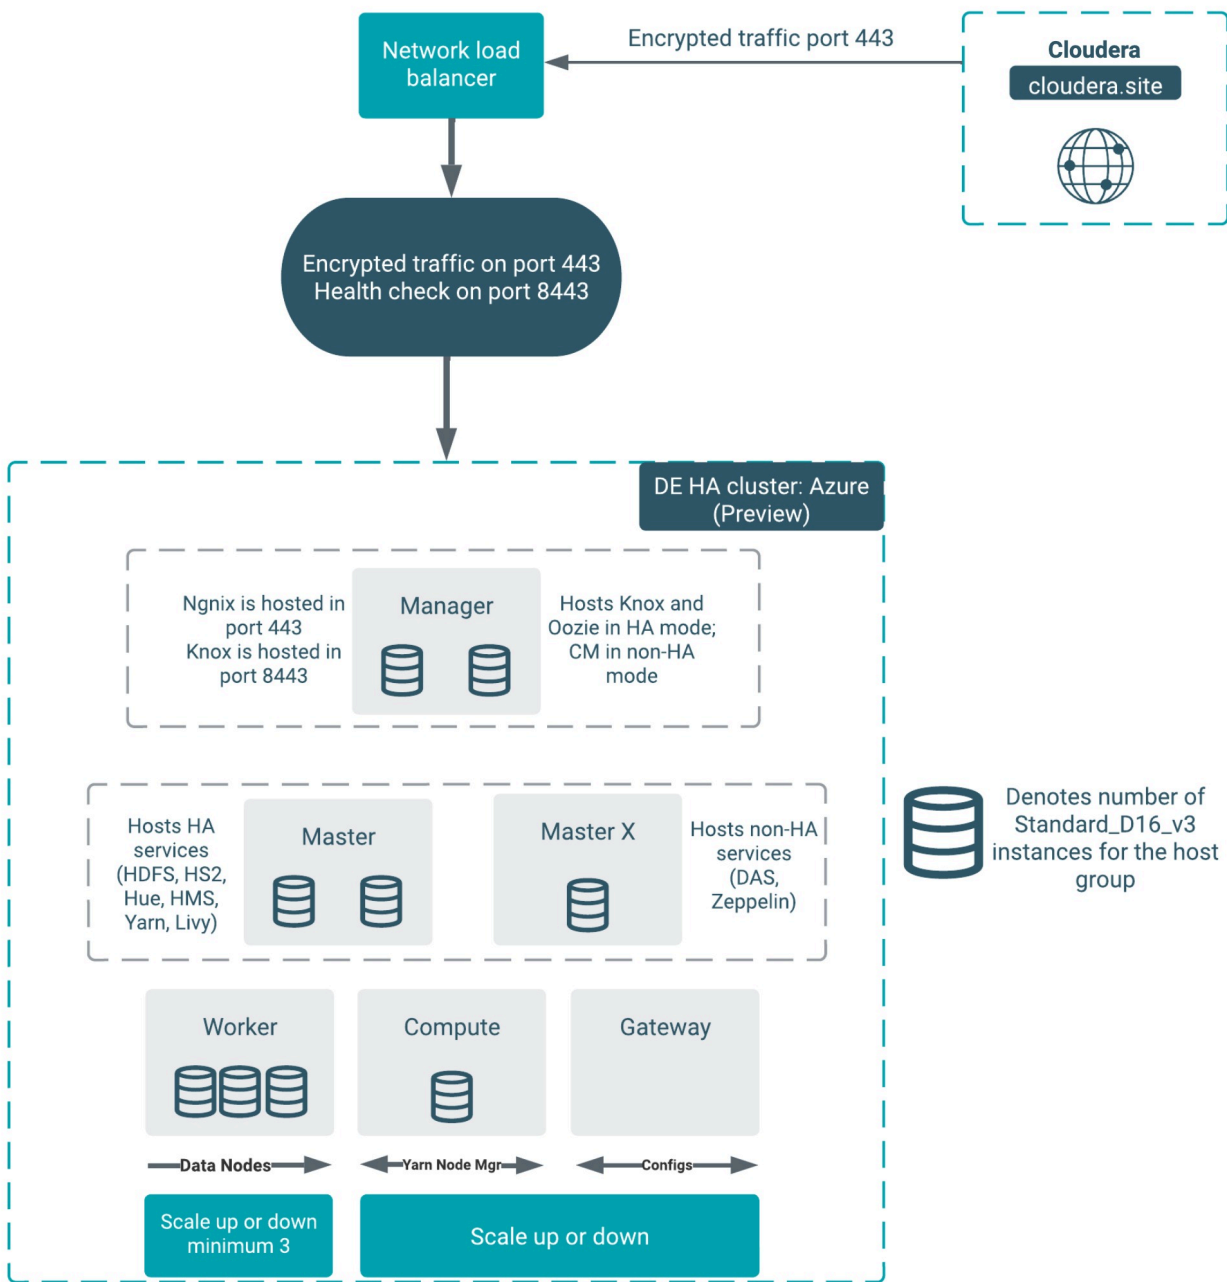 Network load
balancer
Encrypted traffic port 443
Cloudera
cloudera.site
Encrypted traffic on port 443
Health check on port 8443
DE HA cluster: Azure
(Preview)
Ngnix is hosted in
port 443
Knox is hosted in
port 8443
Manager
Hosts Knox and
Oozie in HA mode;
CM in non-HA
mode
Hosts HA
services
(HDFS, HS2,
Hue, HMS,
Yarn, Livy)
Master
Master X
Hosts non-HA
services
(DAS,
Zeppelin)
Denotes number of
Standard_D16_v3
instances for the host
group
Worker
Compute
Gateway
Data Nodes
Yarn Node Mgr
Configs
Scale up or down
minimum 3
Scale up or down